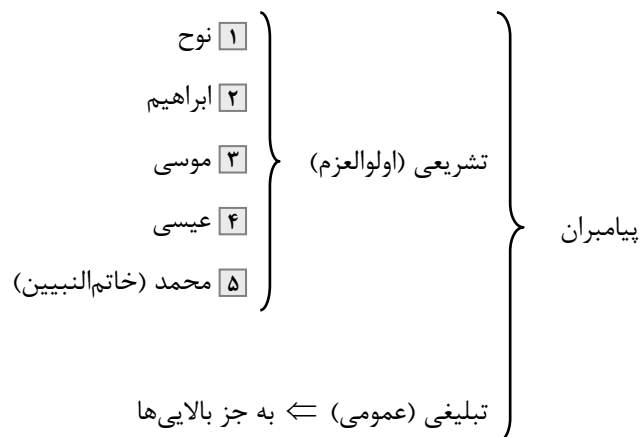 پیامبران
تشریعی (اولوالعزم)
۱ نوح
۲ ابراهیم
۳ موسی
۴ عیسی
۵ محمد (خاتم‌النبیین)
تبلیغی (عمومی) ⇐ به جز بالایی‌ها